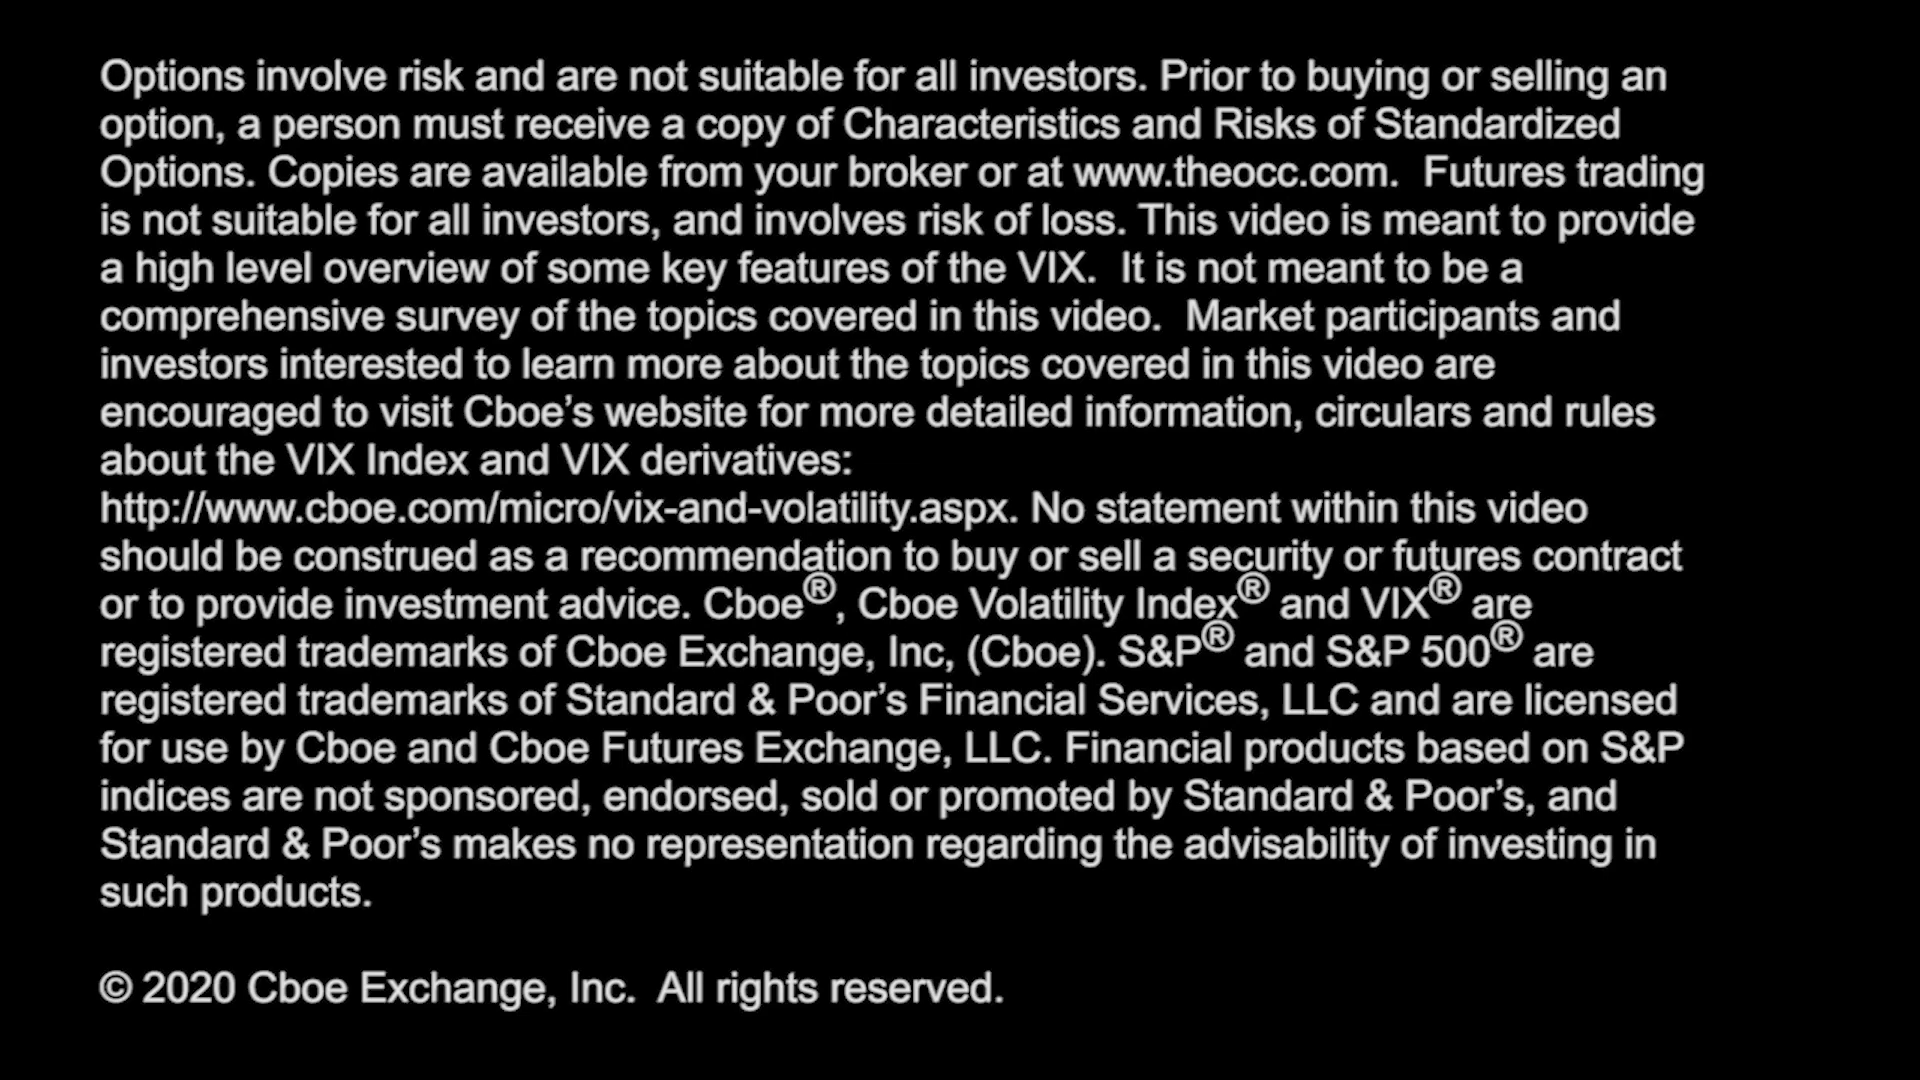 Options involve risk and are not suitable for all investors. Prior to buying or selling an
option, a person must receive a copy of Characteristics and Risks of Standardized
Options. Copies are available from your broker or at www.theocc.com.  Futures trading
is not suitable for all investors, and involves risk of loss. This video is meant to provide
a high level overview of some key features of the VIX.  It is not meant to be a
comprehensive survey of the topics covered in this video.  Market participants and
investors interested to learn more about the topics covered in this video are
encouraged to visit Cboe’s website for more detailed information, circulars and rules
about the VIX Index and VIX derivatives:
http://www.cboe.com/micro/vix-and-volatility.aspx. No statement within this video
should be construed as a recommendation to buy or sell a security or futures contract
or to provide investment advice. Cboe®, Cboe Volatility Index® and VIX® are
registered trademarks of Cboe Exchange, Inc, (Cboe). S&P® and S&P 500® are
registered trademarks of Standard & Poor’s Financial Services, LLC and are licensed
for use by Cboe and Cboe Futures Exchange, LLC. Financial products based on S&P
indices are not sponsored, endorsed, sold or promoted by Standard & Poor’s, and
Standard & Poor’s makes no representation regarding the advisability of investing in
such products.
© 2020 Cboe Exchange, Inc.  All rights reserved.